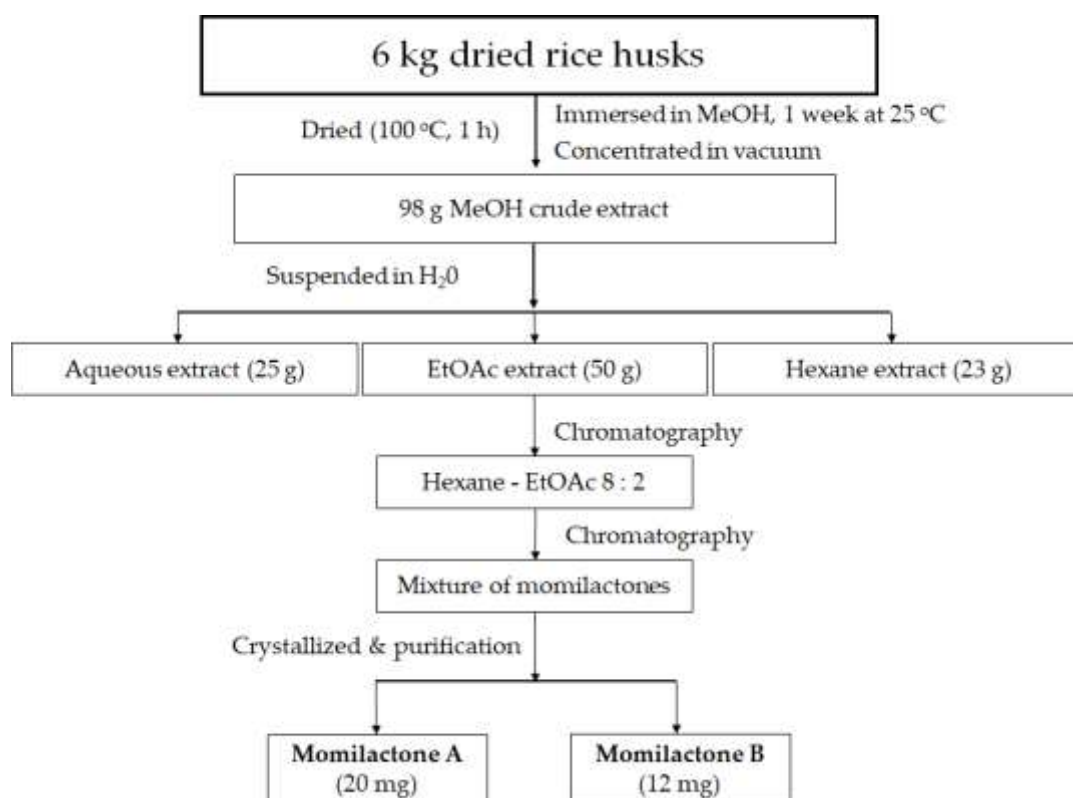 6 kg dried rice husks
Dried (100 °C, 1 h)
Immersed in MeOH, 1 week at 25 °C
Concentrated in vacuum
98 g MeOH crude extract
Suspended in H₂0
Aqueous extract (25 g)
EtOAc extract (50 g)
Hexane extract (23 g)
Chromatography
Hexane - EtOAc 8 : 2
Chromatography
Mixture of momilactones
Crystallized & purification
Momilactone A
(20 mg)
Momilactone B
(12 mg)